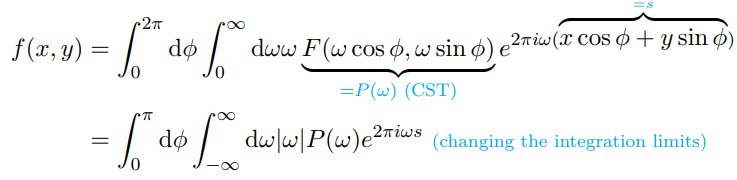 =s
f(x, y) = ∫₀^{2π} dϕ ∫₀^∞ dωω F(ω cos ϕ, ω sin ϕ) e^{2πiω(x cos ϕ + y sin ϕ)}
=P(ω) (CST)
= ∫₀^π dϕ ∫_{−∞}^∞ dω|ω|P(ω)e^{2πiωs} (changing the integration limits)